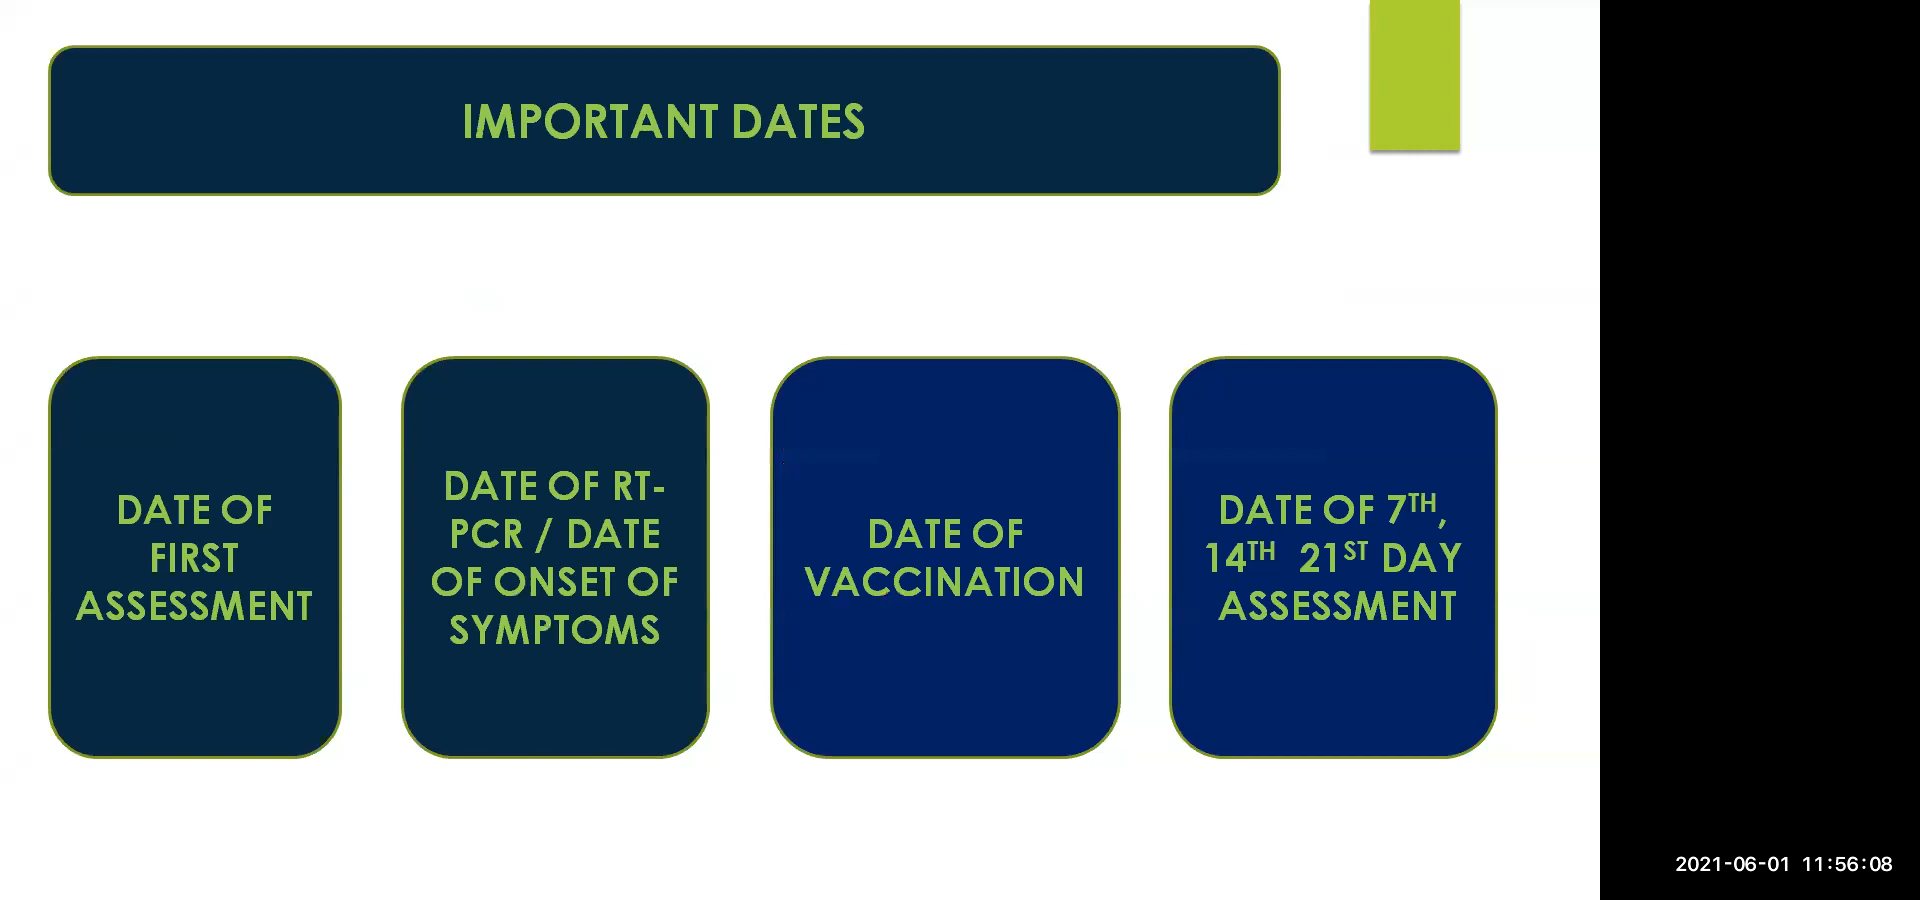 IMPORTANT DATES
DATE OF
FIRST
ASSESSMENT
DATE OF RT-
PCR / DATE
OF ONSET OF
SYMPTOMS
DATE OF
VACCINATION
DATE OF 7TH,
14TH 21ST DAY
ASSESSMENT
2021-06-01 11:56:08